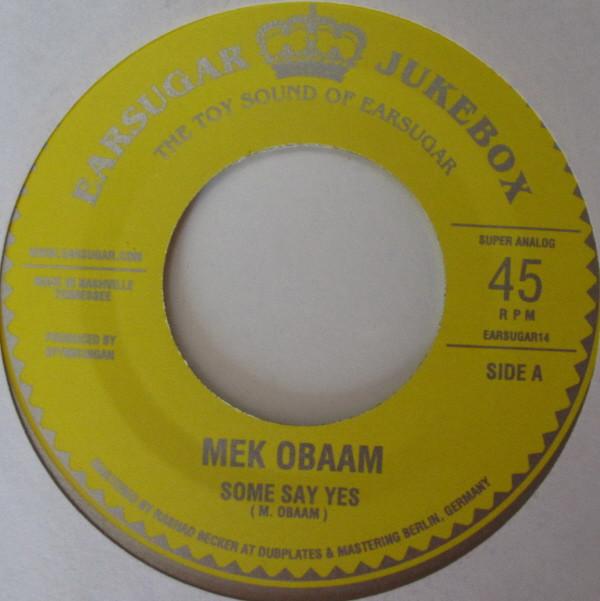 EARSUGAR JUKEBOX
THE TOY SOUND OF EARSUGAR
WWW.EARSUGAR.COM
MADE IN NASHVILLE
TENNESSEE
PRODUCED BY
SUPER ANALOG
45
RPM
EARSUGAR14
SIDE A
MEK OBAAM
SOME SAY YES
( M. OBAAM )
MASTERED BY RASHAD BECKER AT DUBPLATES & MASTERING BERLIN, GERMANY